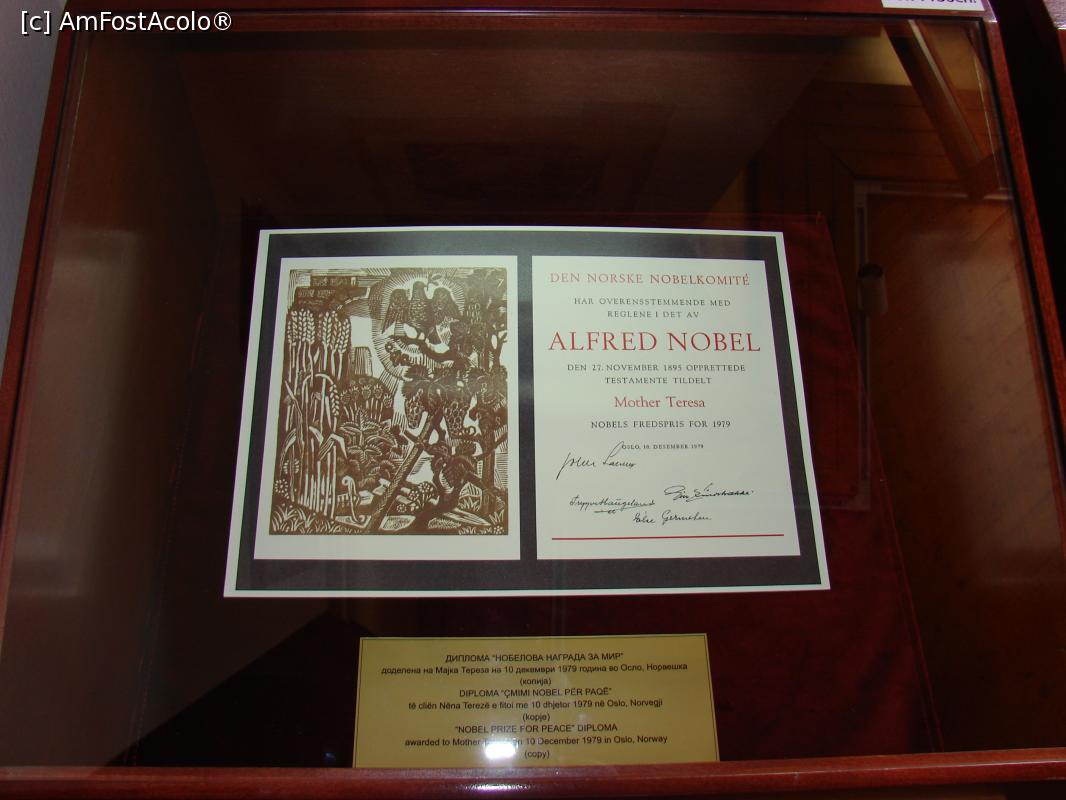 [c] AmFostAcolo®
DEN NORSKE NOBELKOMITÉ
HAR OVERENSSTEMMENDE MED
REGLENE I DET AV
ALFRED NOBEL
DEN 27. NOVEMBER 1895 OPPRETTEDE
TESTAMENTE TILDELT
Mother Teresa
NOBELS FREDSPRIS FOR 1979
OSLO, 10. DESEMBER 1979
ДИПЛОМА "НОБЕЛОВА НАГРАДА ЗА МИР"
доделена на Мајка Тереза на 10 декември 1979 година во Осло, Норвешка
(копија)
DIPLOMA "ÇMIMI NOBEL PËR PAQË"
të cilën Nëna Terezë e fitoi me 10 dhjetor 1979 në Oslo, Norvegji
(kopje)
"NOBEL PRIZE FOR PEACE" DIPLOMA
awarded to Mother 10 December 1979 in Oslo, Norway
(copy)